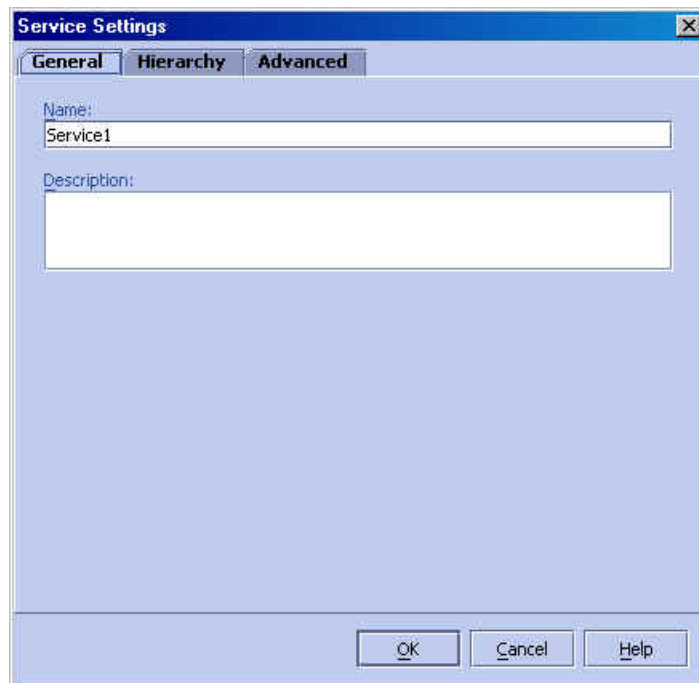 Service Settings
General Hierarchy Advanced
Name:
Service1
Description:
OK Cancel Help